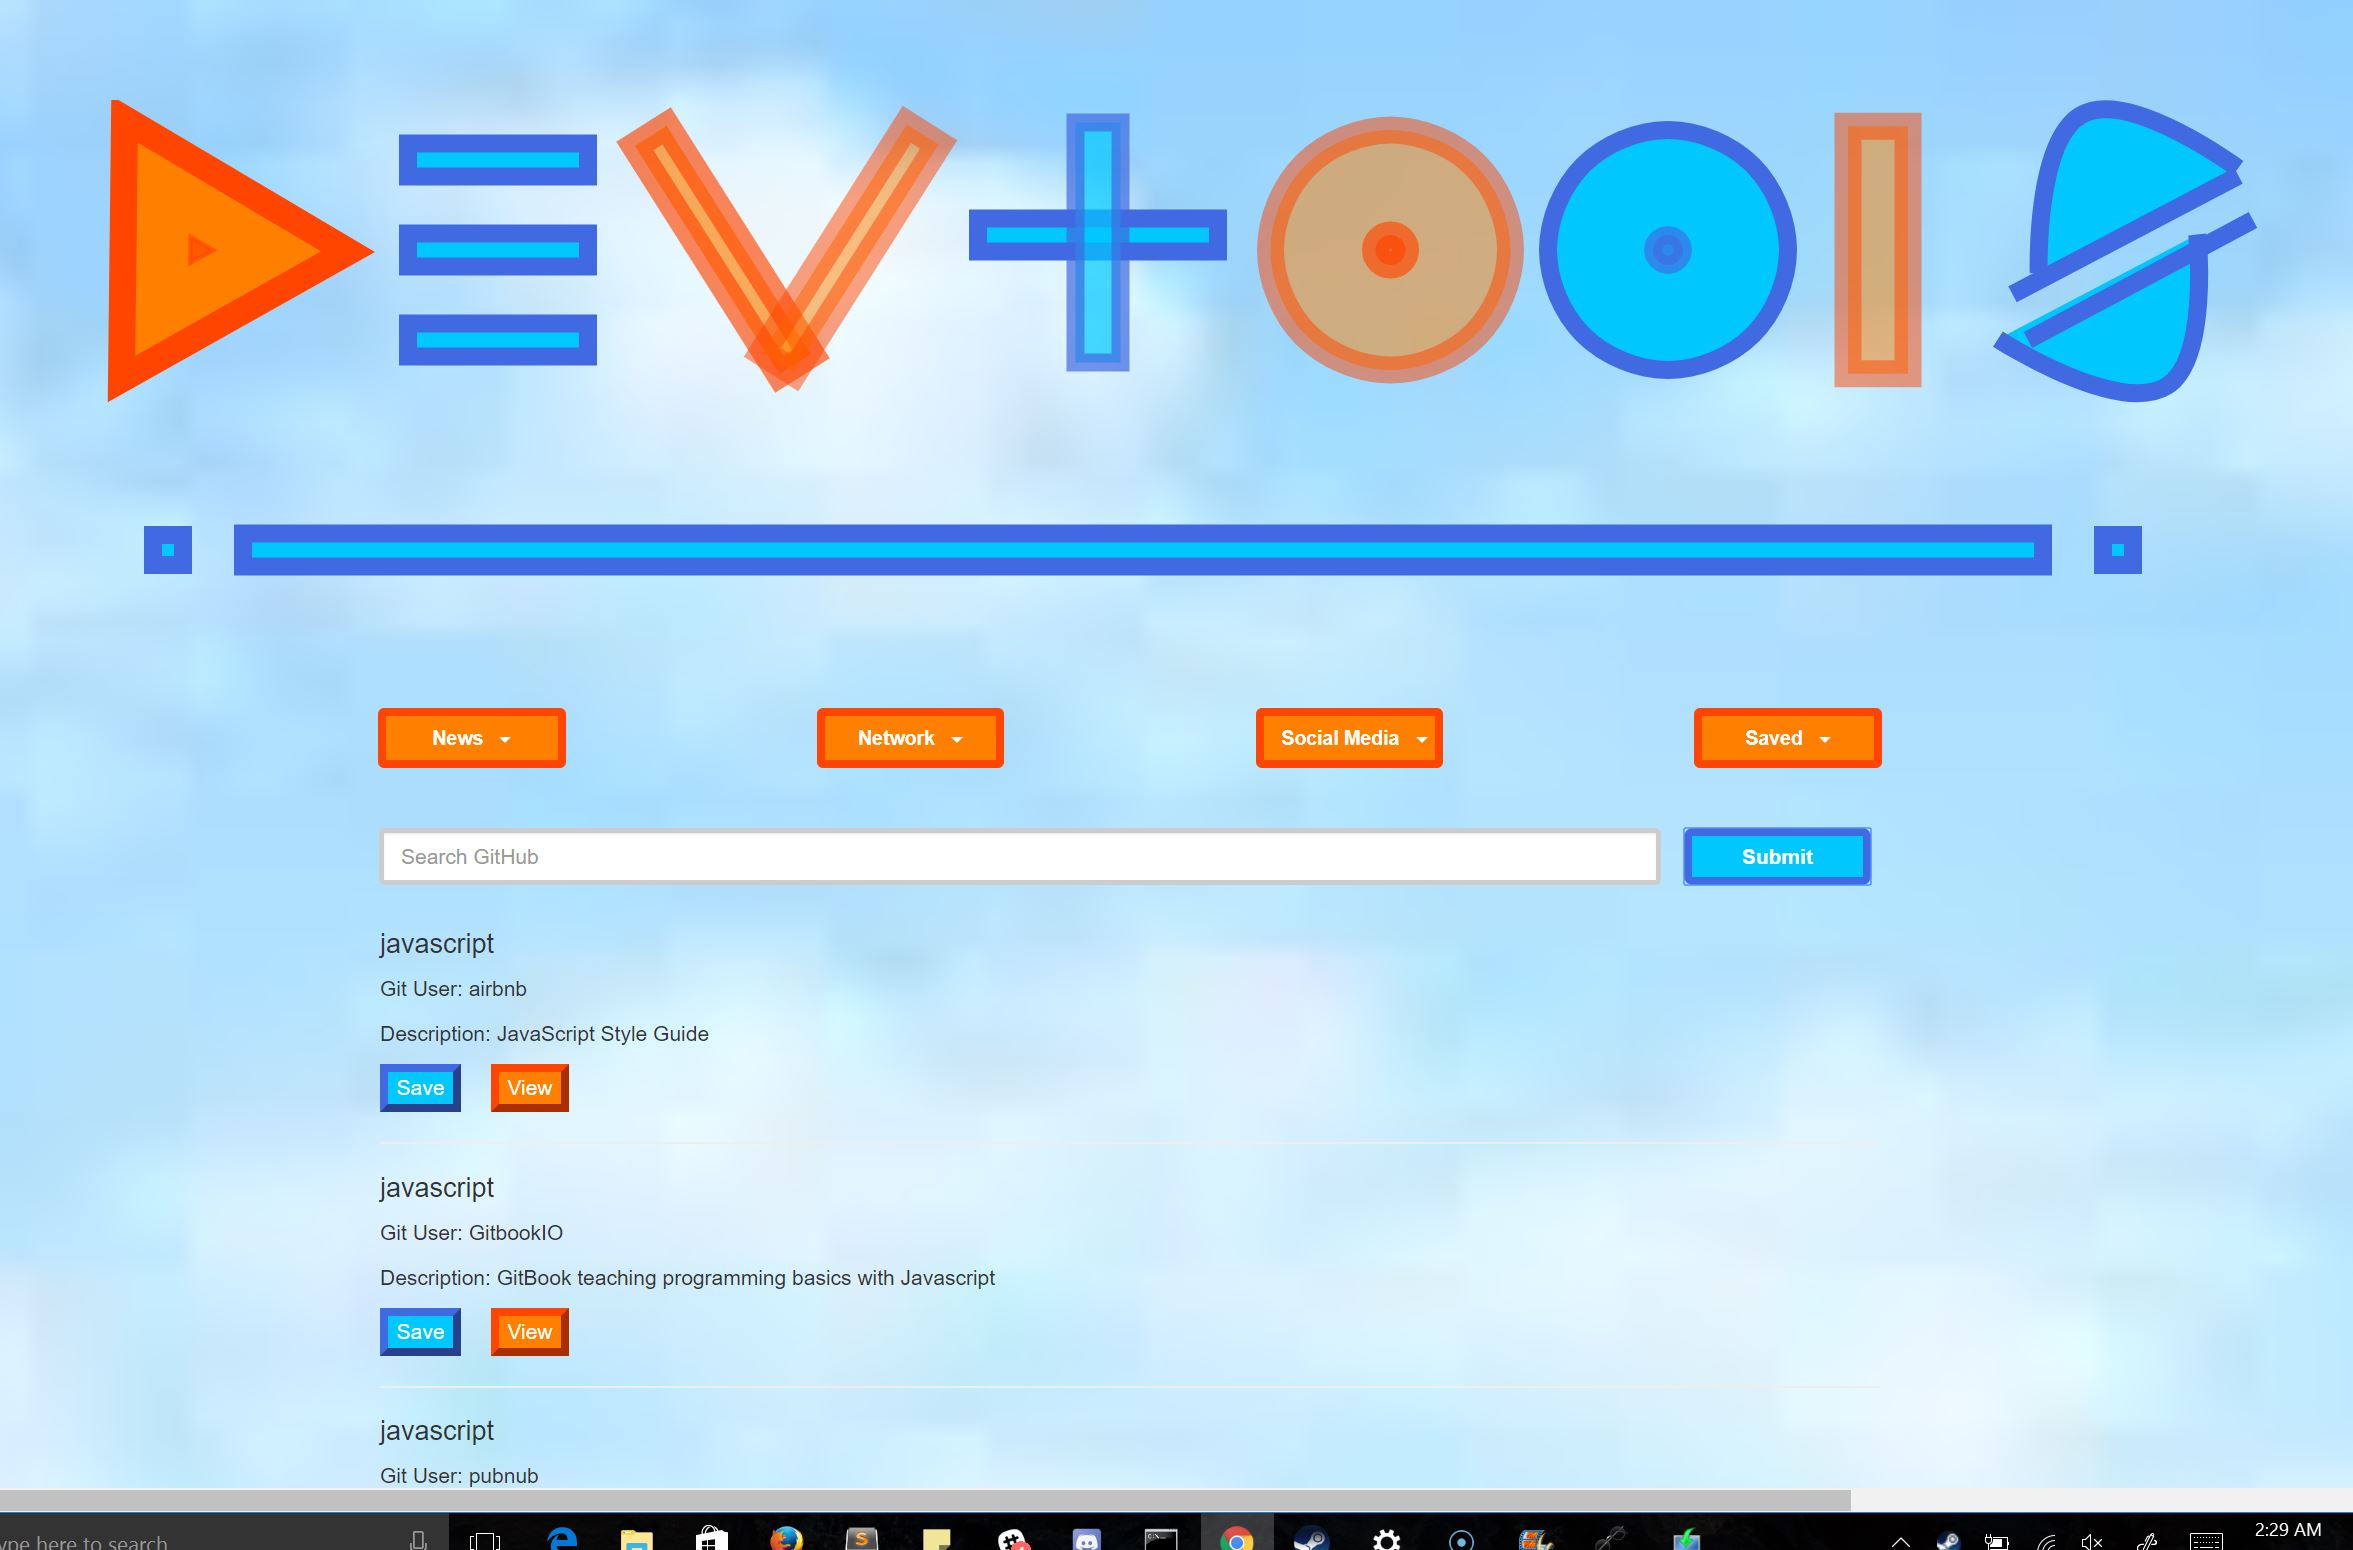 DEVtOOlS
News
Network
Social Media
Saved
Search GitHub
Submit
javascript
Git User: airbnb
Description: JavaScript Style Guide
Save
View
javascript
Git User: GitbookIO
Description: GitBook teaching programming basics with Javascript
Save
View
javascript
Git User: pubnub
ype here to search
2:29 AM